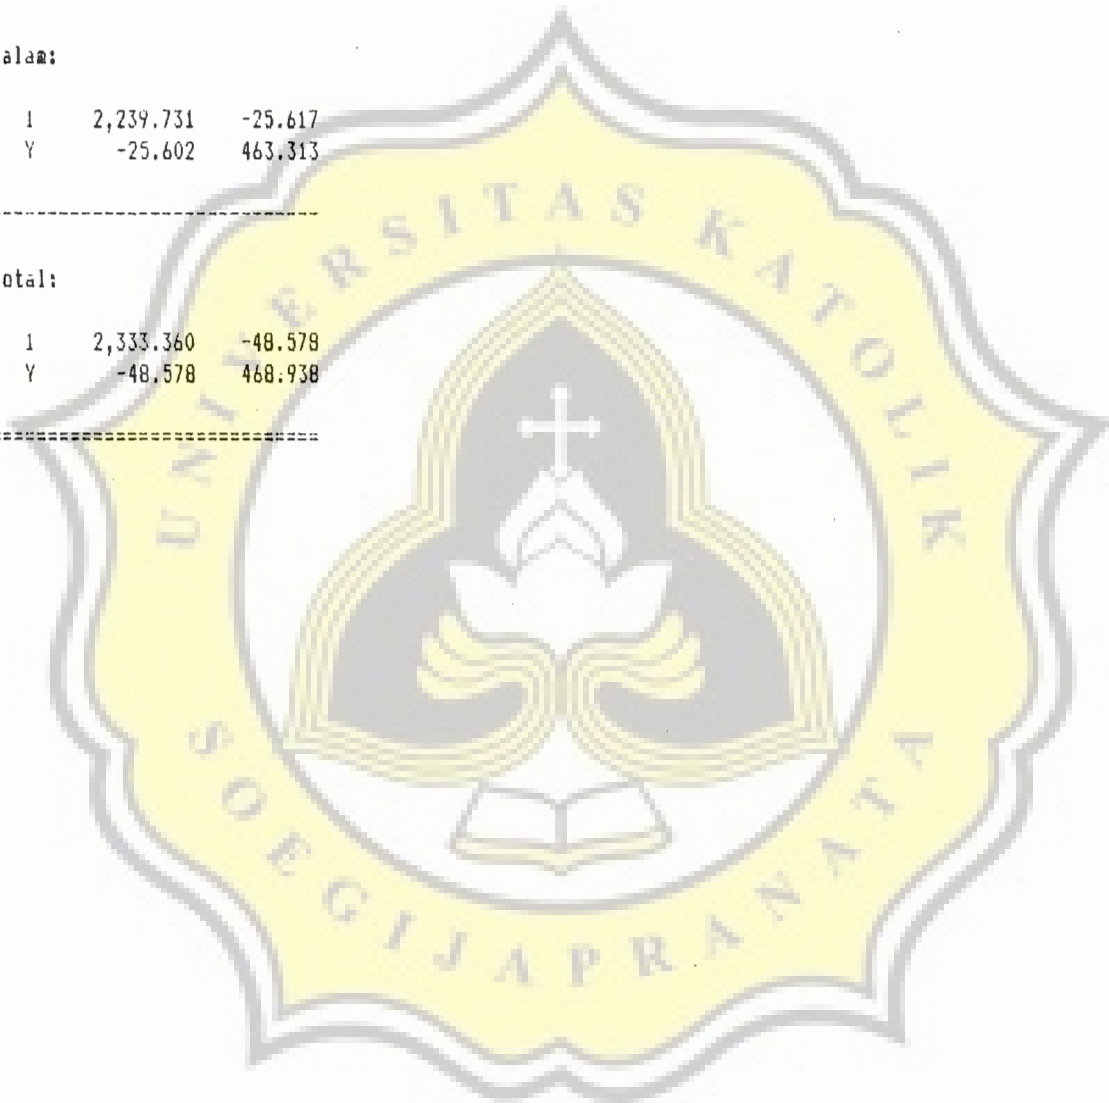 alam:
1 2,239.731 -25.617
Y -25.602 463.313
otal:
1 2,333.360 -48.578
Y -48.578 468.938
UNIVERSITAS KATOLIK
SOEGIJAPRANATA